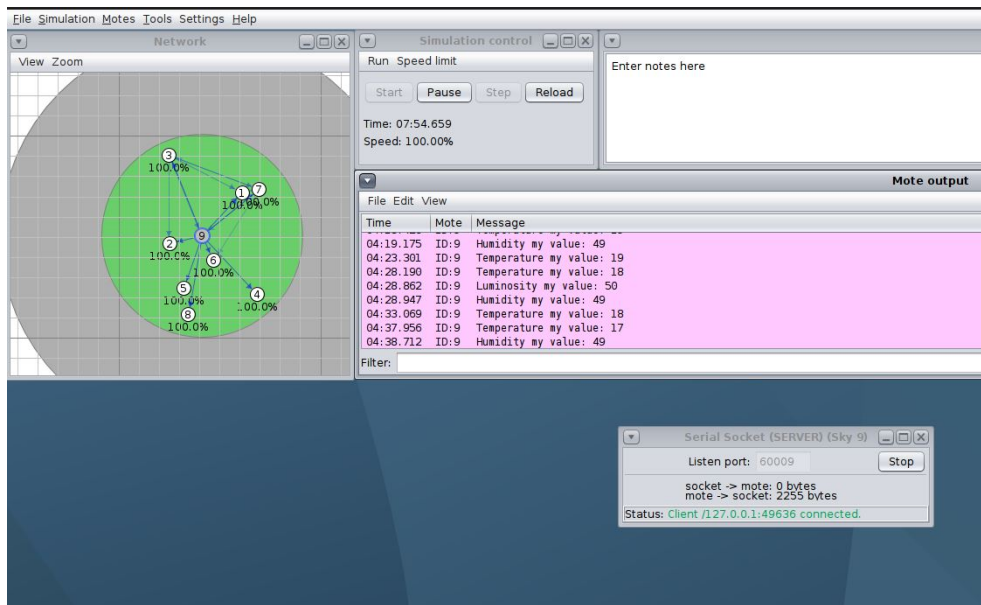 File Simulation Motes Tools Settings Help
Network
View Zoom
3
100.0%
1
7
9
2
100.0%
6
100.0%
5
4
100.0%
100.0%
8
100.0%
Simulation control
Run Speed limit
Start Pause Step Reload
Time: 07:54.659
Speed: 100.00%
Enter notes here
Mote output
File Edit View
Time Mote Message
04:19.175 ID:9 Humidity my value: 49
04:23.301 ID:9 Temperature my value: 19
04:28.190 ID:9 Temperature my value: 18
04:28.862 ID:9 Luminosity my value: 50
04:28.947 ID:9 Humidity my value: 49
04:33.069 ID:9 Temperature my value: 18
04:37.956 ID:9 Temperature my value: 17
04:38.712 ID:9 Humidity my value: 49
Filter:
Serial Socket (SERVER) (Sky 9)
Listen port: 60009 Stop
socket -> mote: 0 bytes
mote -> socket: 2255 bytes
Status: Client /127.0.0.1:49636 connected.